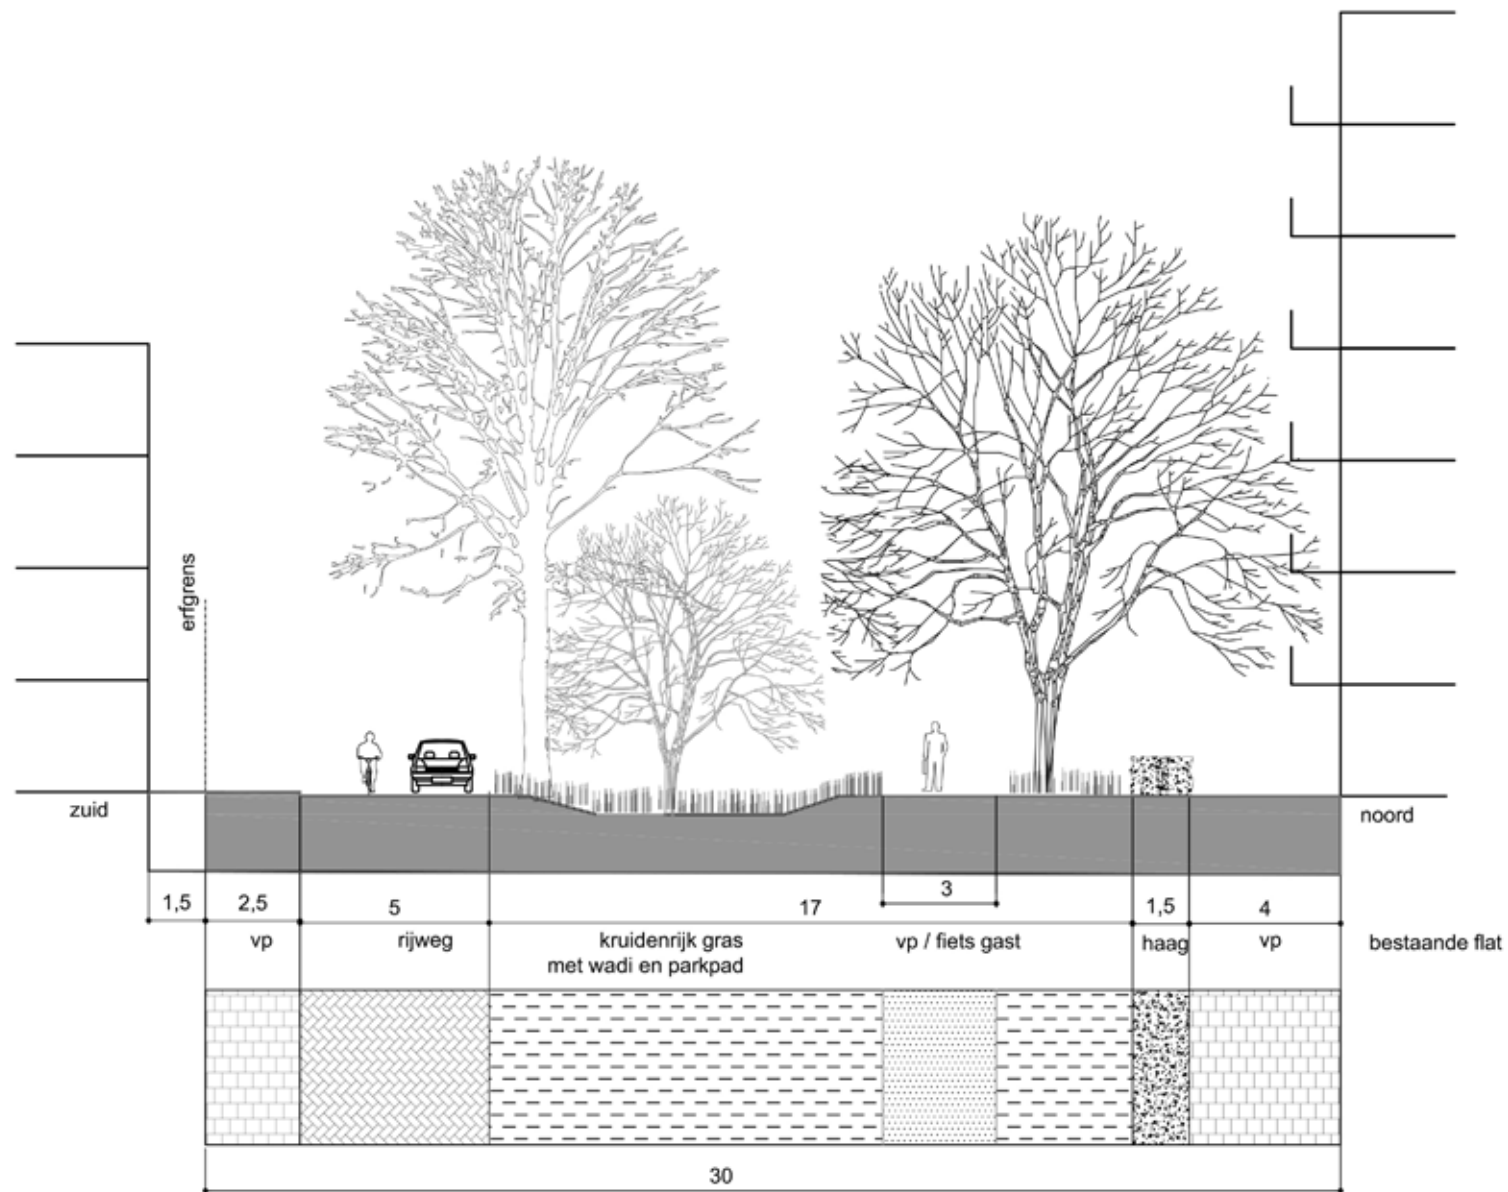 erfgrens
zuid
noord
1,5
2,5
5
17
3
1,5
4
vp
rijweg
kruidenrijk gras
met wadi en parkpad
vp / fiets gast
haag
vp
bestaande flat
30